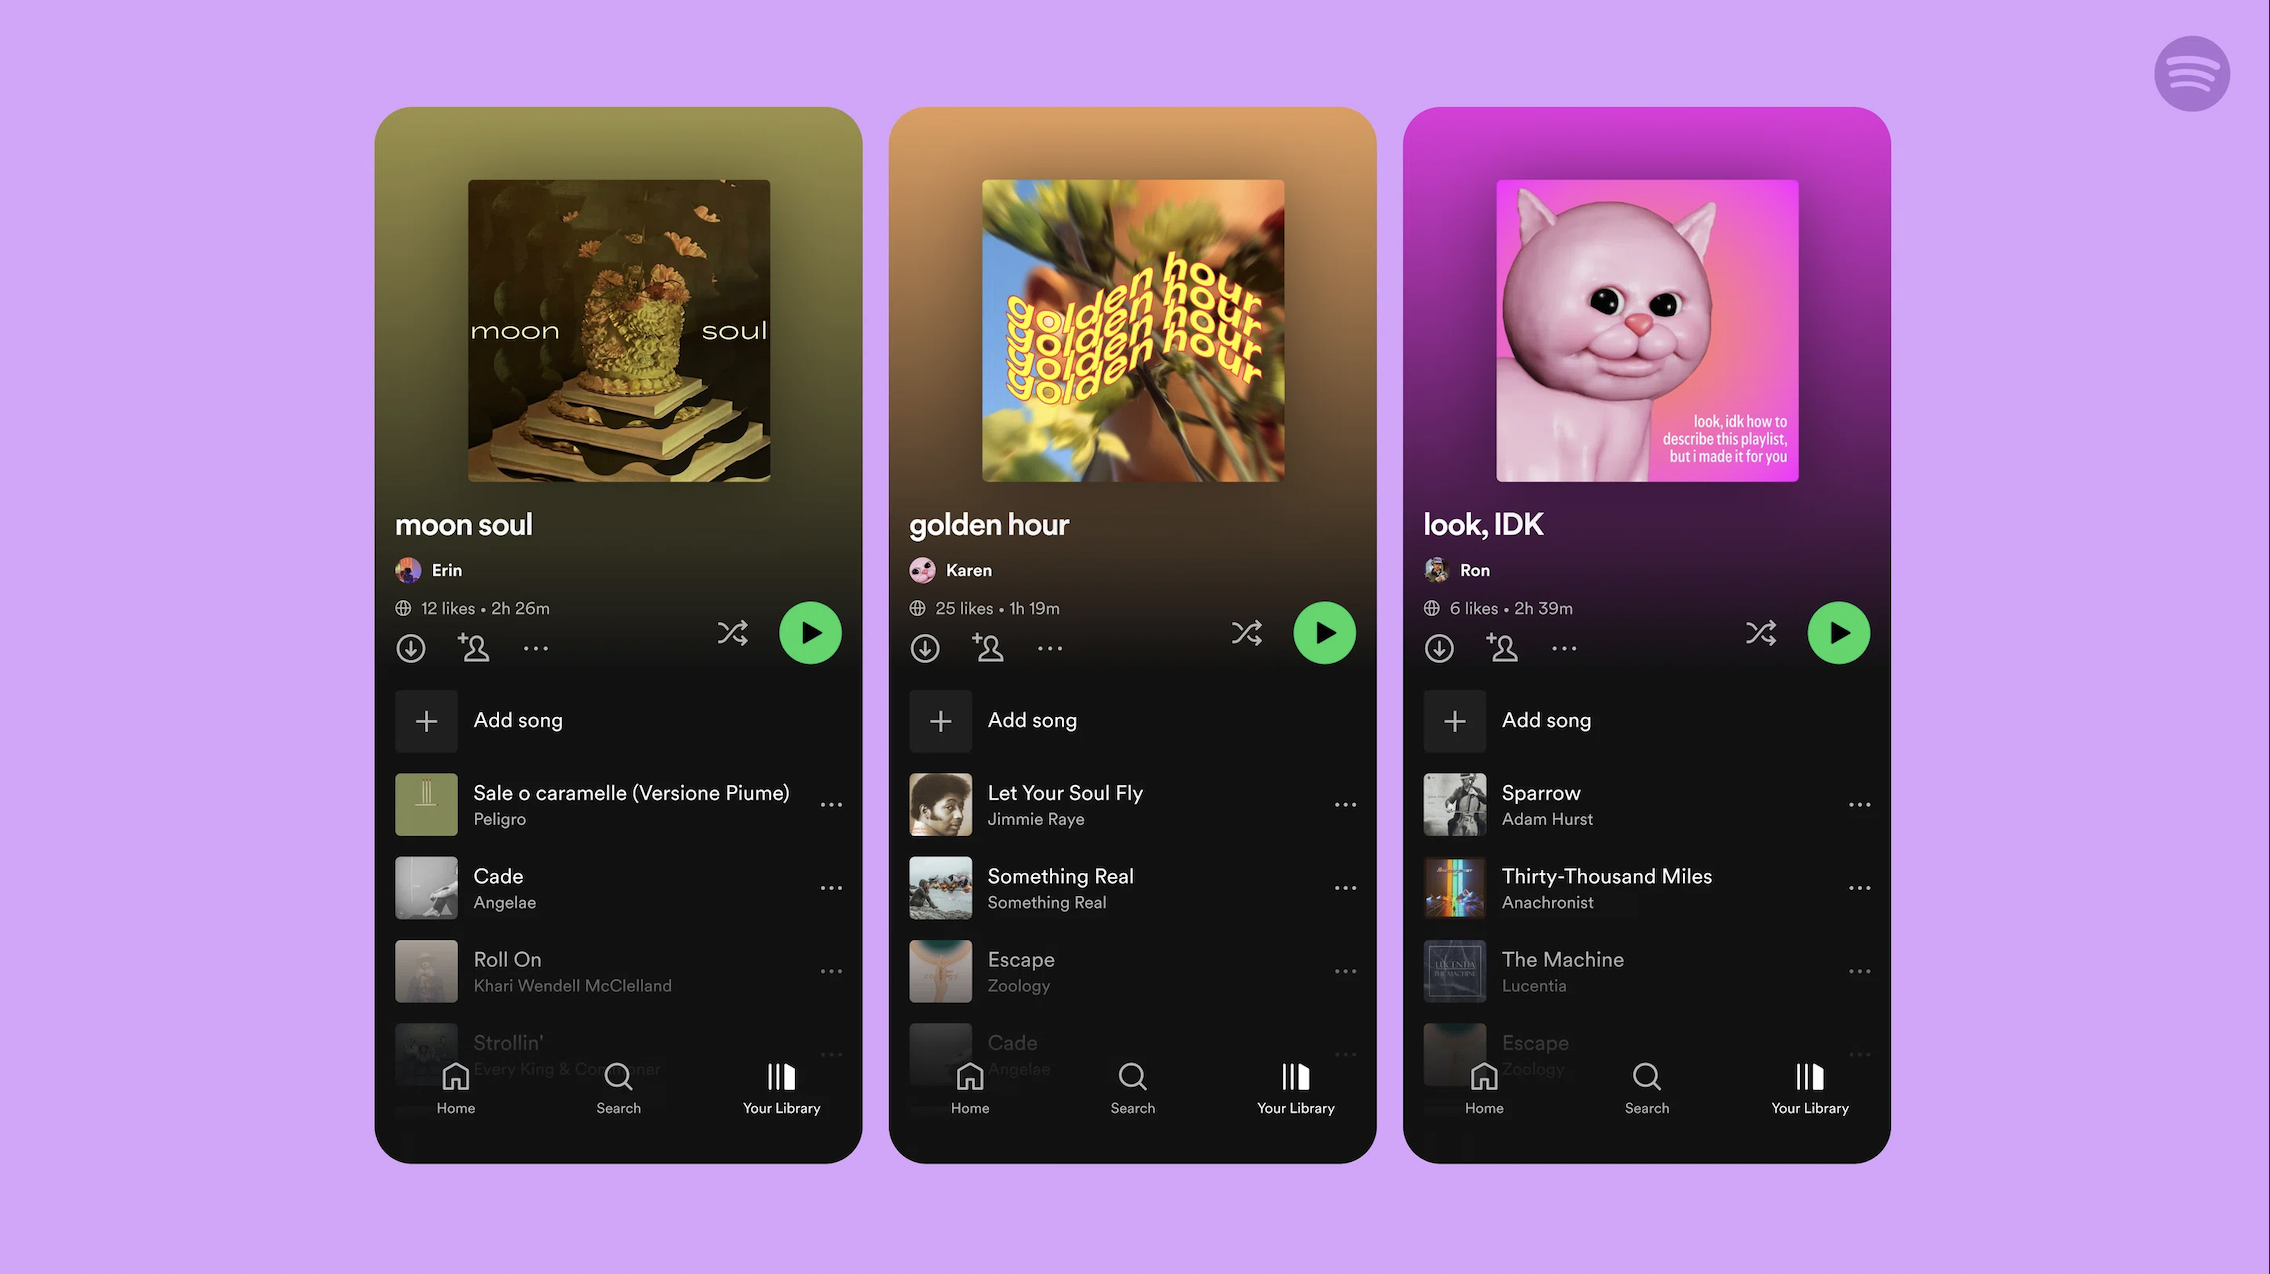 moon soul
moon soul
Erin
12 likes • 2h 26m
Add song
Sale o caramelle (Versione Piume)
Peligro
Cade
Angelae
Roll On
Khari Wendell McClelland
Strollin'
Every King & Commoner
Home Search Your Library
golden hour
golden hour
golden hour
golden hour
golden hour
Karen
25 likes • 1h 19m
Add song
Let Your Soul Fly
Jimmie Raye
Something Real
Something Real
Escape
Zoology
Cade
Angelae
Home Search Your Library
look, idk how to
describe this playlist,
but i made it for you
look, IDK
Ron
6 likes • 2h 39m
Add song
Sparrow
Adam Hurst
Thirty-Thousand Miles
Anachronist
LUCENTIA
THE MACHINE
The Machine
Lucentia
Escape
Zoology
Home Search Your Library